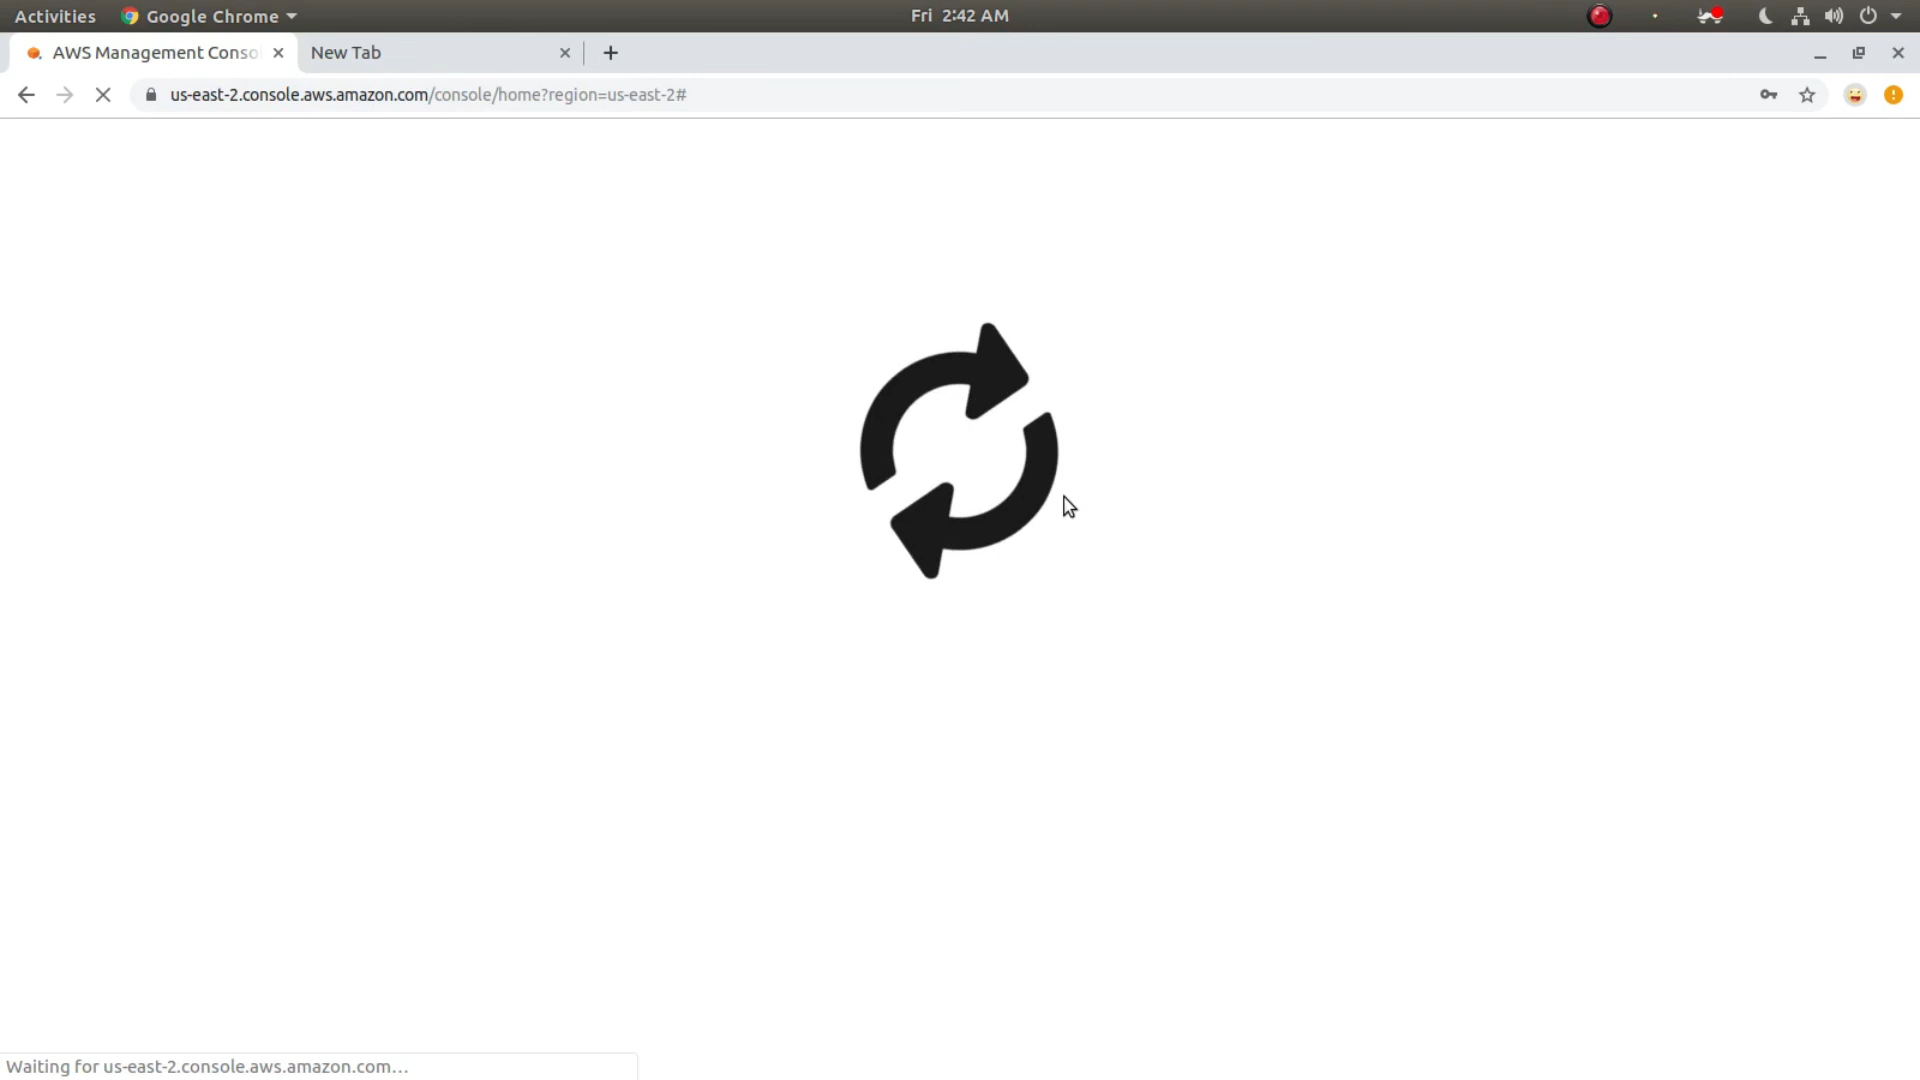 Activities Google Chrome Fri 2:42 AM
AWS Management Conso New Tab
us-east-2.console.aws.amazon.com/console/home?region=us-east-2#
Waiting for us-east-2.console.aws.amazon.com...